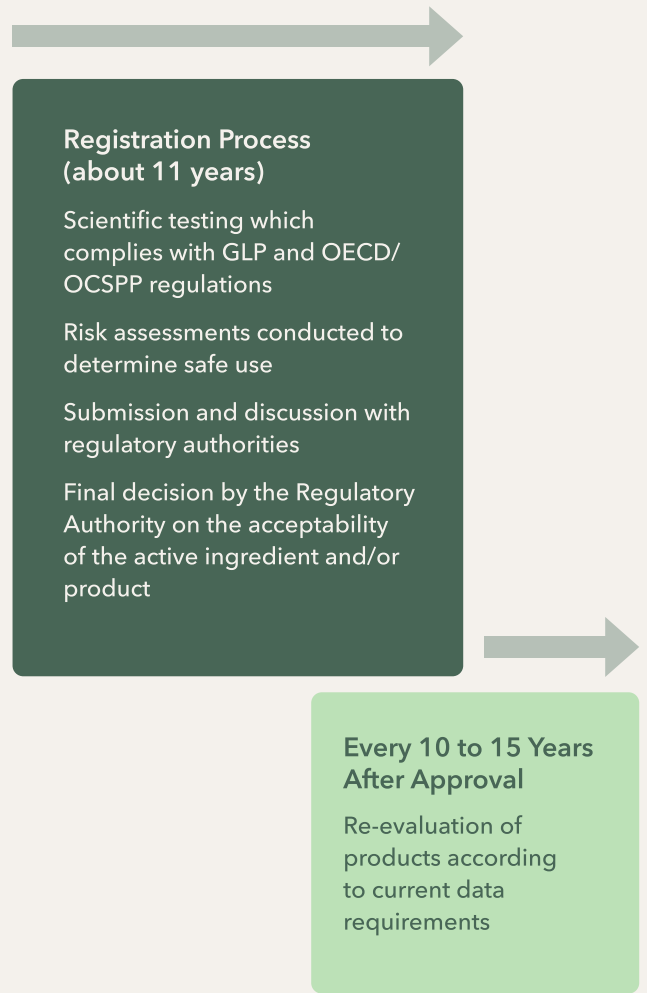 Registration Process
(about 11 years)
Scientific testing which
complies with GLP and OECD/
OCSPP regulations
Risk assessments conducted to
determine safe use
Submission and discussion with
regulatory authorities
Final decision by the Regulatory
Authority on the acceptability
of the active ingredient and/or
product
Every 10 to 15 Years
After Approval
Re-evaluation of
products according
to current data
requirements